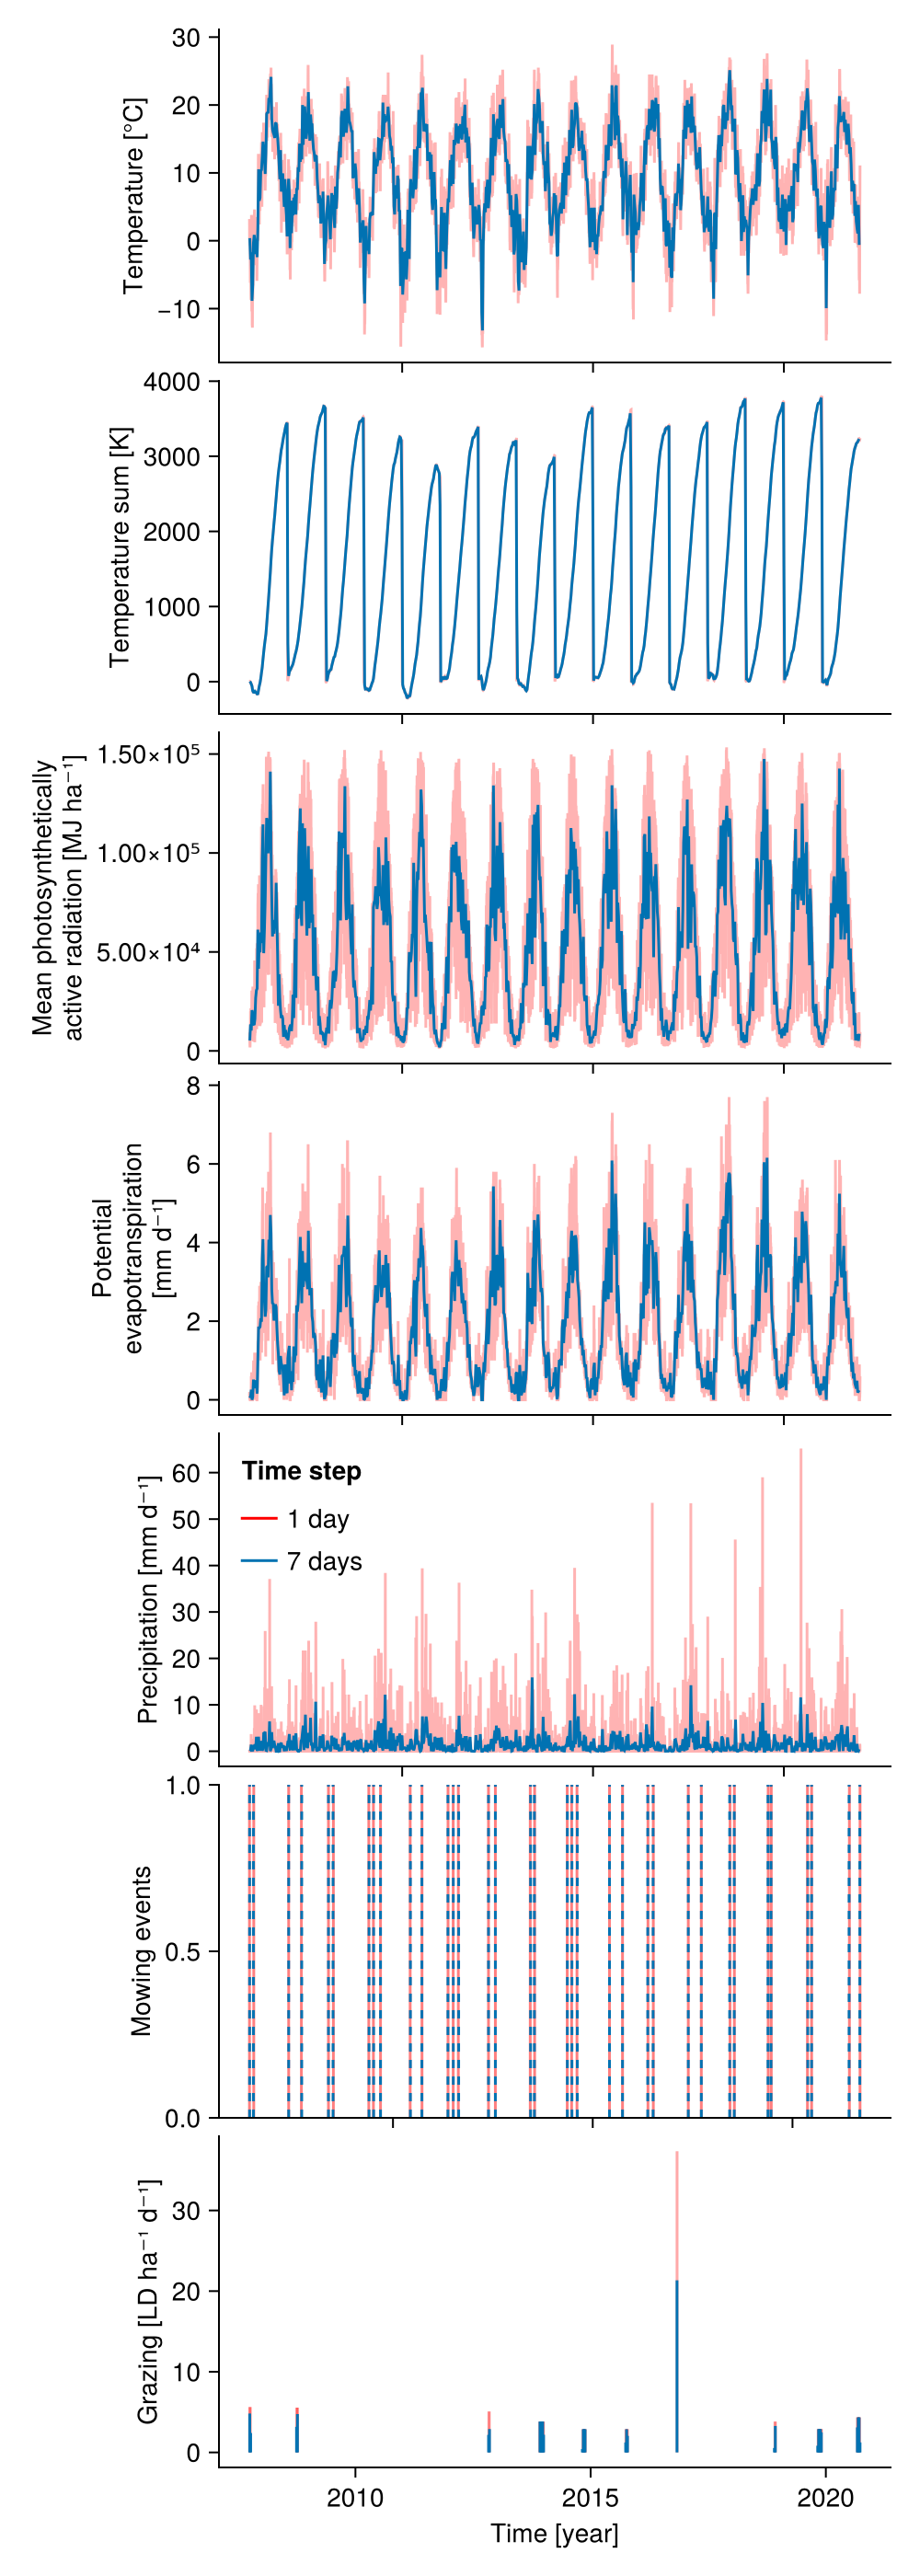 Temperature [°C]
30
20
10
0
−10
Temperature sum [K]
4000
3000
2000
1000
0
Mean photosynthetically
active radiation [MJ ha⁻¹]
1.50×10⁵
1.00×10⁵
5.00×10⁴
0
Potential
evapotranspiration
[mm d⁻¹]
8
6
4
2
0
Precipitation [mm d⁻¹]
60
50
40
30
20
10
0
Time step
1 day
7 days
Mowing events
1.0
0.5
0.0
Grazing [LD ha⁻¹ d⁻¹]
30
20
10
0
2010 2015 2020
Time [year]